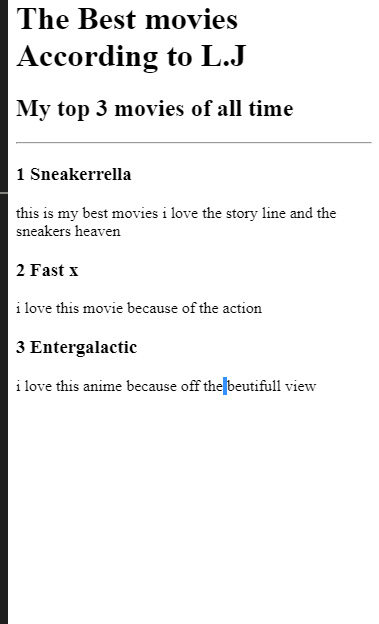 The Best movies
According to L.J
My top 3 movies of all time
1 Sneakerrella
this is my best movies i love the story line and the
sneakers heaven
2 Fast x
i love this movie because of the action
3 Entergalactic
i love this anime because off the beutifull view